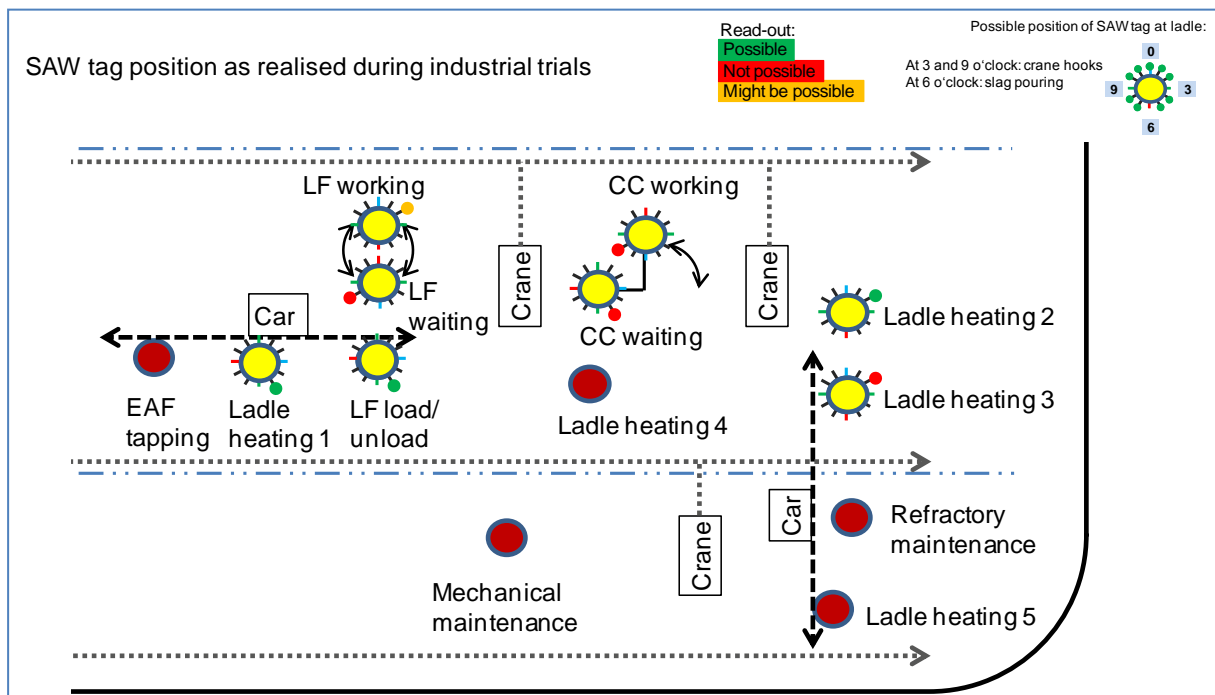 SAW tag position as realised during industrial trials
Read-out:
Possible
Not possible
Might be possible
Possible position of SAW tag at ladle:
At 3 and 9 o‘clock: crane hooks
At 6 o‘clock: slag pouring
0
9
3
6
LF working
CC working
Crane
Crane
LF
waiting
CC waiting
Car
Ladle heating 2
Ladle heating 3
EAF
tapping
Ladle
heating 1
LF load/
unload
Ladle heating 4
Car
Crane
Refractory
maintenance
Mechanical
maintenance
Ladle heating 5